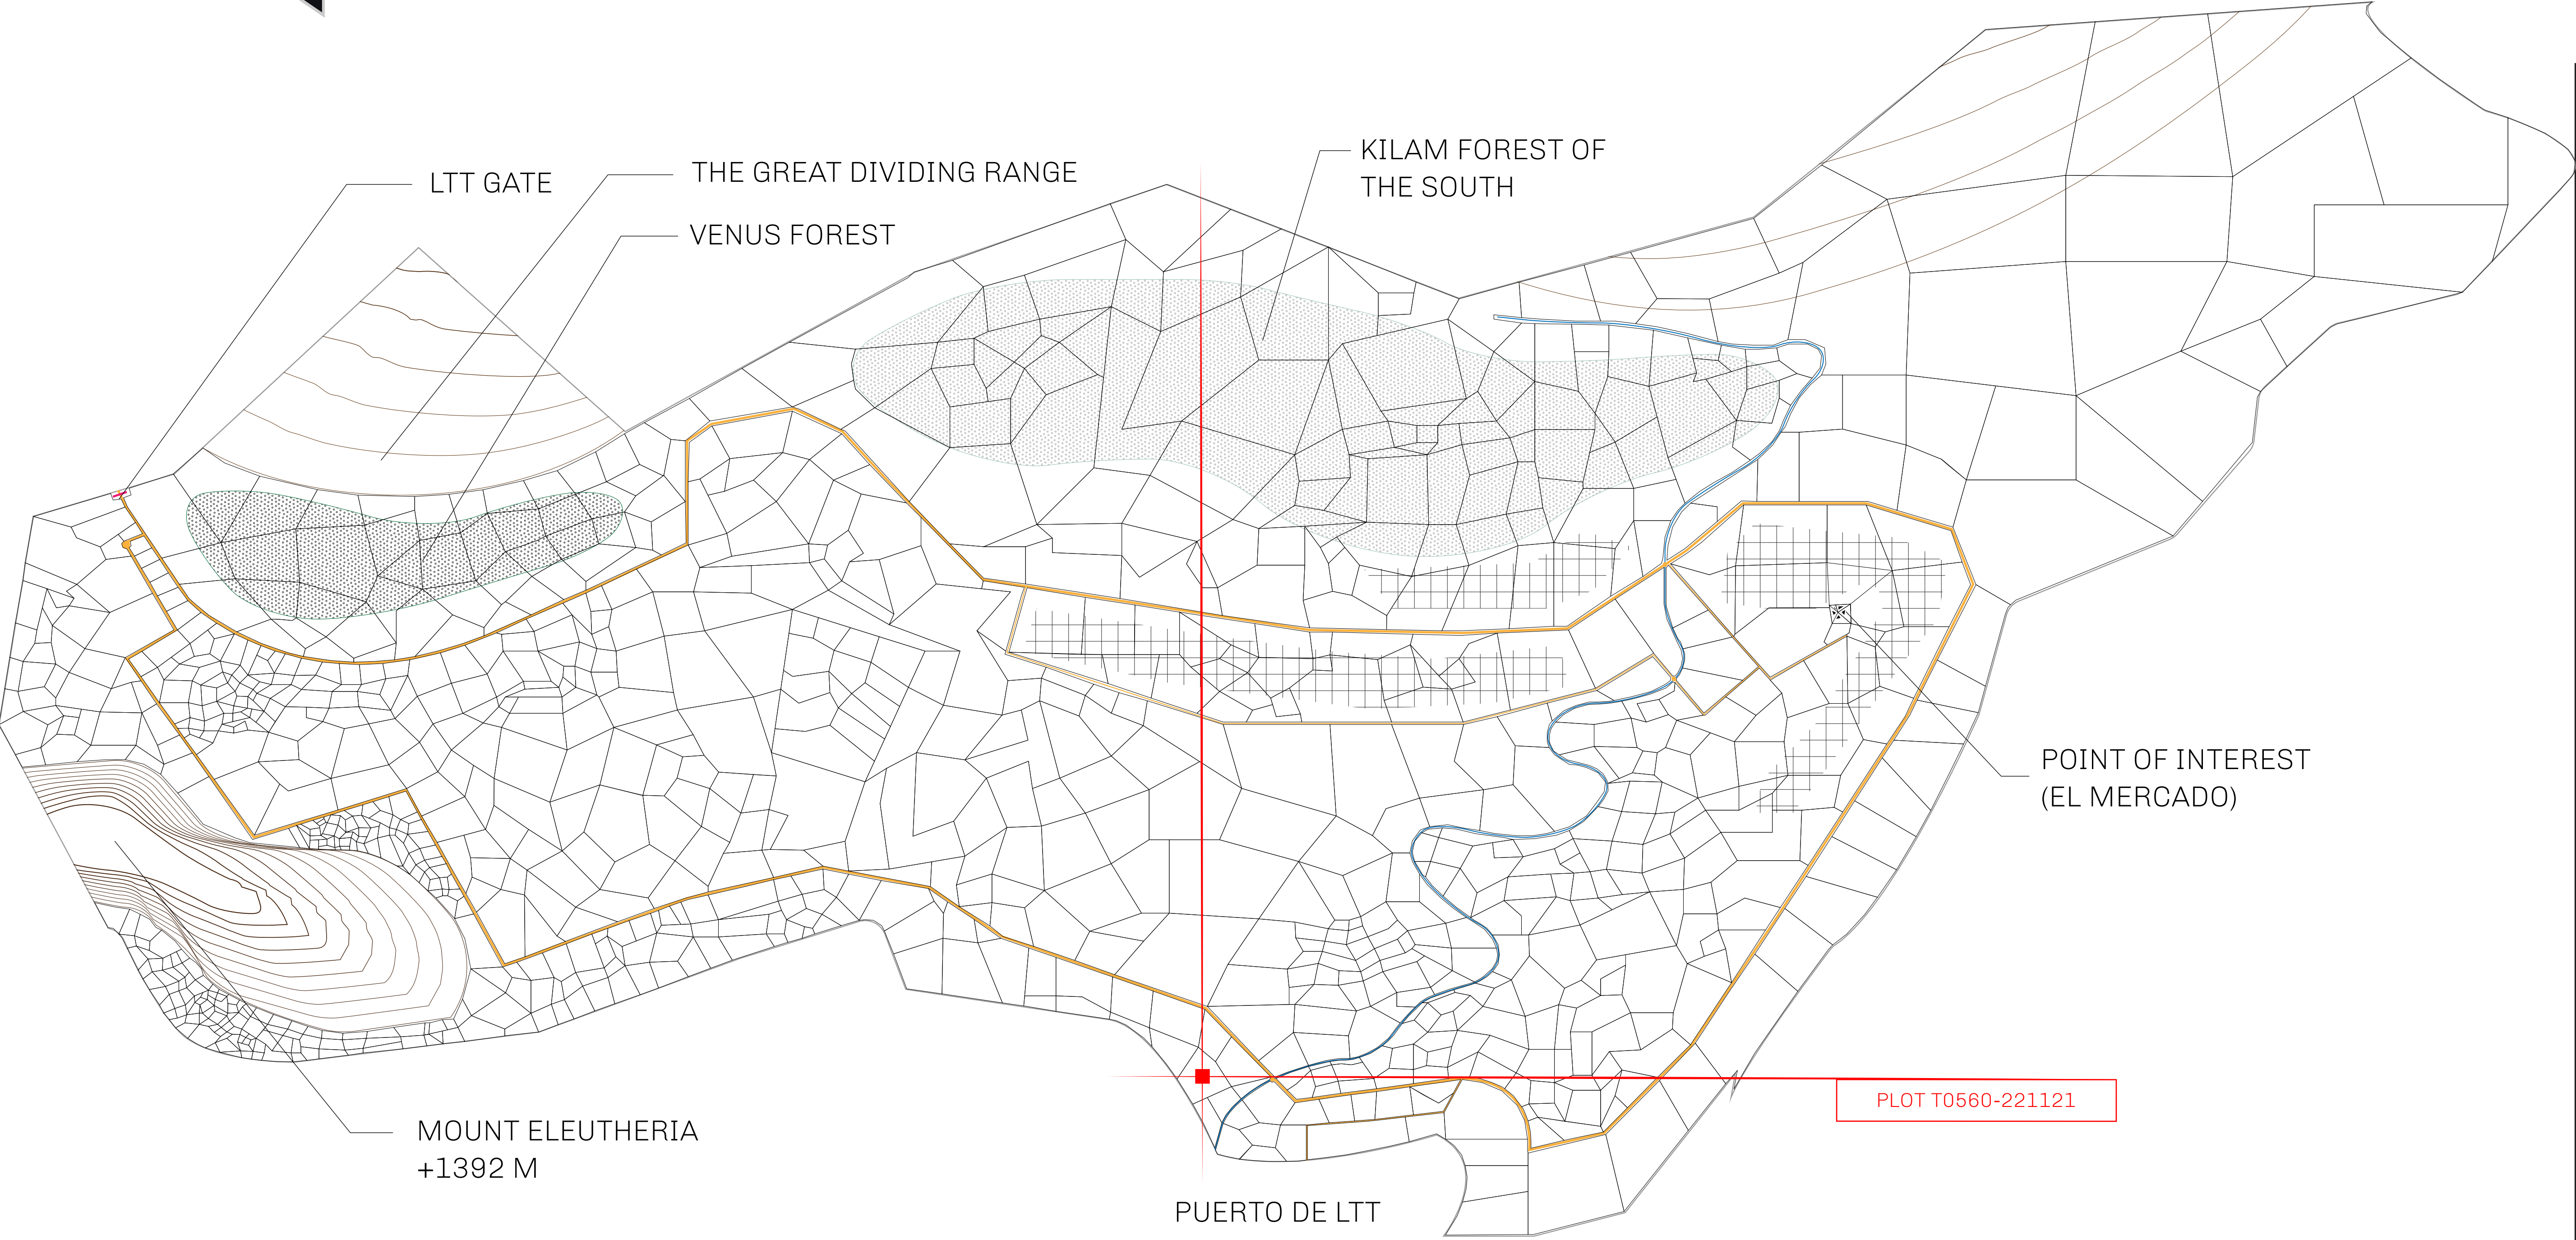 KILAM FOREST OF
THE SOUTH
LTT GATE
THE GREAT DIVIDING RANGE
VENUS FOREST
POINT OF INTEREST
(EL MERCADO)
PLOT T0560-221121
MOUNT ELEUTHERIA
+1392 M
PUERTO DE LTT